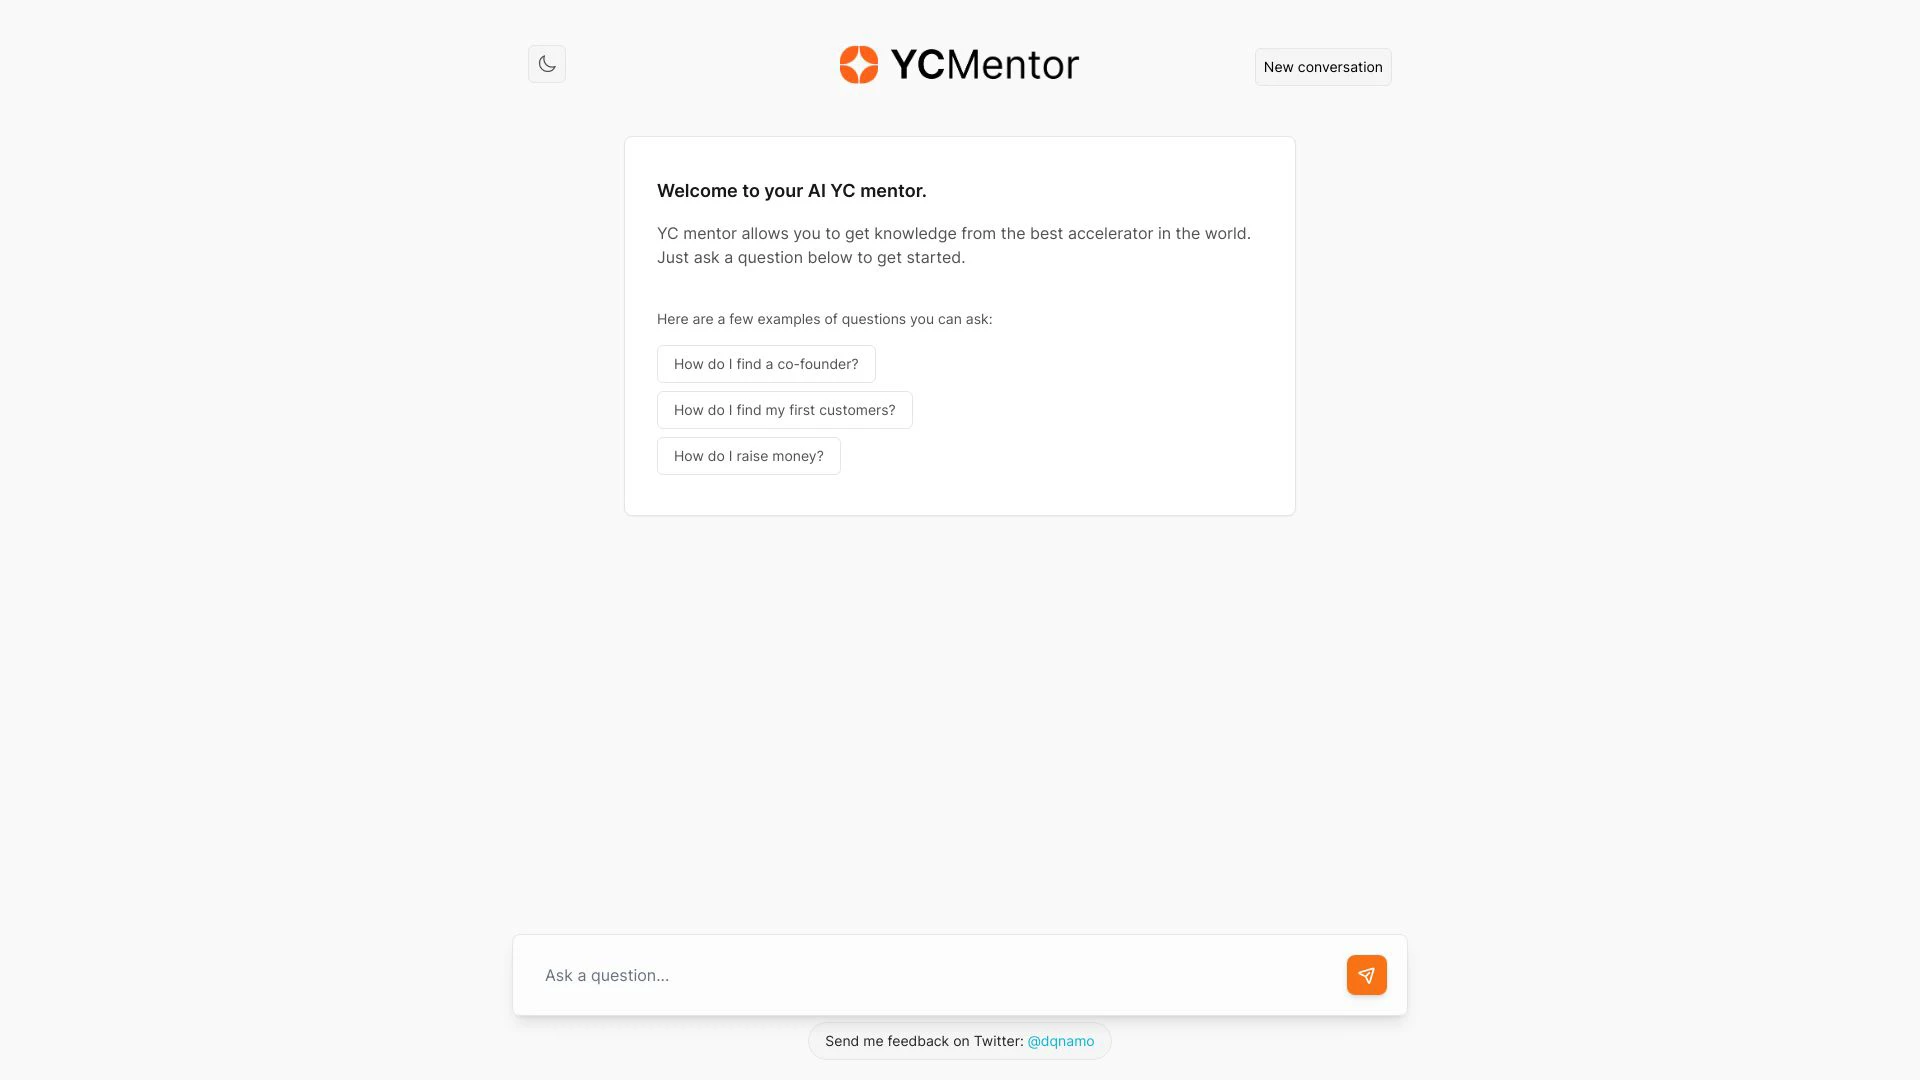 YCMentor
New conversation
Welcome to your AI YC mentor.
YC mentor allows you to get knowledge from the best accelerator in the world.
Just ask a question below to get started.
Here are a few examples of questions you can ask:
How do I find a co-founder?
How do I find my first customers?
How do I raise money?
Ask a question...
Send me feedback on Twitter: @dqnamo